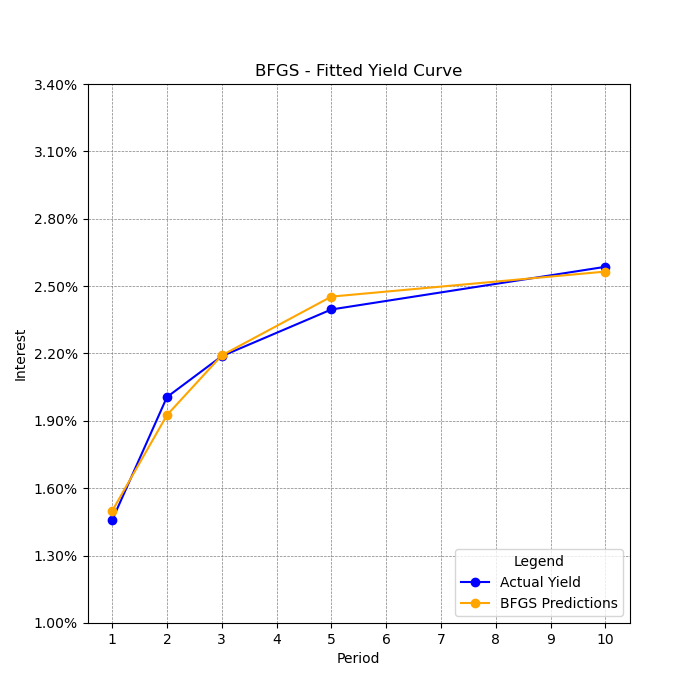 BFGS - Fitted Yield Curve
3.40%
3.10%
2.80%
2.50%
2.20%
1.90%
1.60%
1.30%
1.00%
Interest
Legend
Actual Yield
BFGS Predictions
1 2 3 4 5 6 7 8 9 10
Period